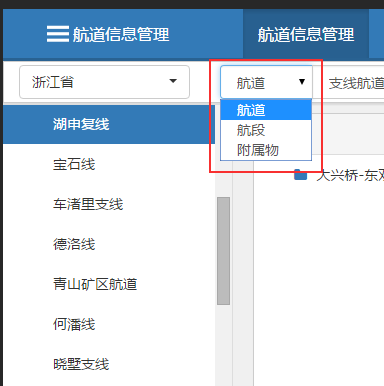 航道信息管理
航道信息管理
浙江省
航道
支线航道
航道
航段
附属物
湖申复线
宝石线
车渚里支线
德洛线
青山矿区航道
何潘线
晓墅支线
大兴桥-东双